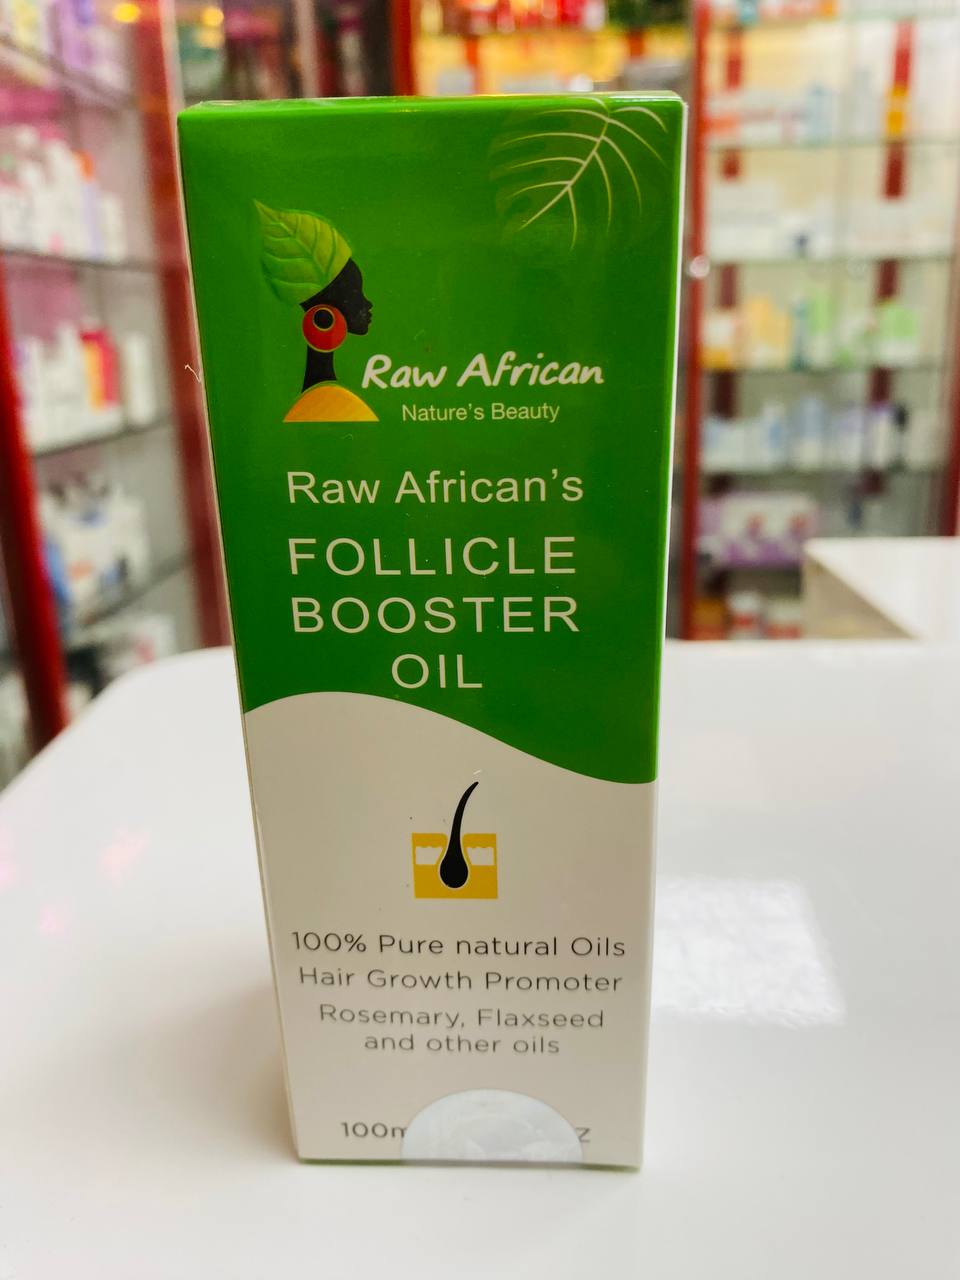 Raw African
Nature's Beauty
Raw African's
FOLLICLE
BOOSTER
OIL
100% Pure natural Oils
Hair Growth Promoter
Rosemary, Flaxseed
and other oils